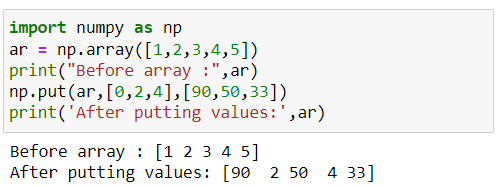 import numpy as np
ar = np.array([1,2,3,4,5])
print("Before array :",ar)
np.put(ar,[0,2,4],[90,50,33])
print('After putting values:',ar)
Before array : [1 2 3 4 5]
After putting values: [90  2 50  4 33]